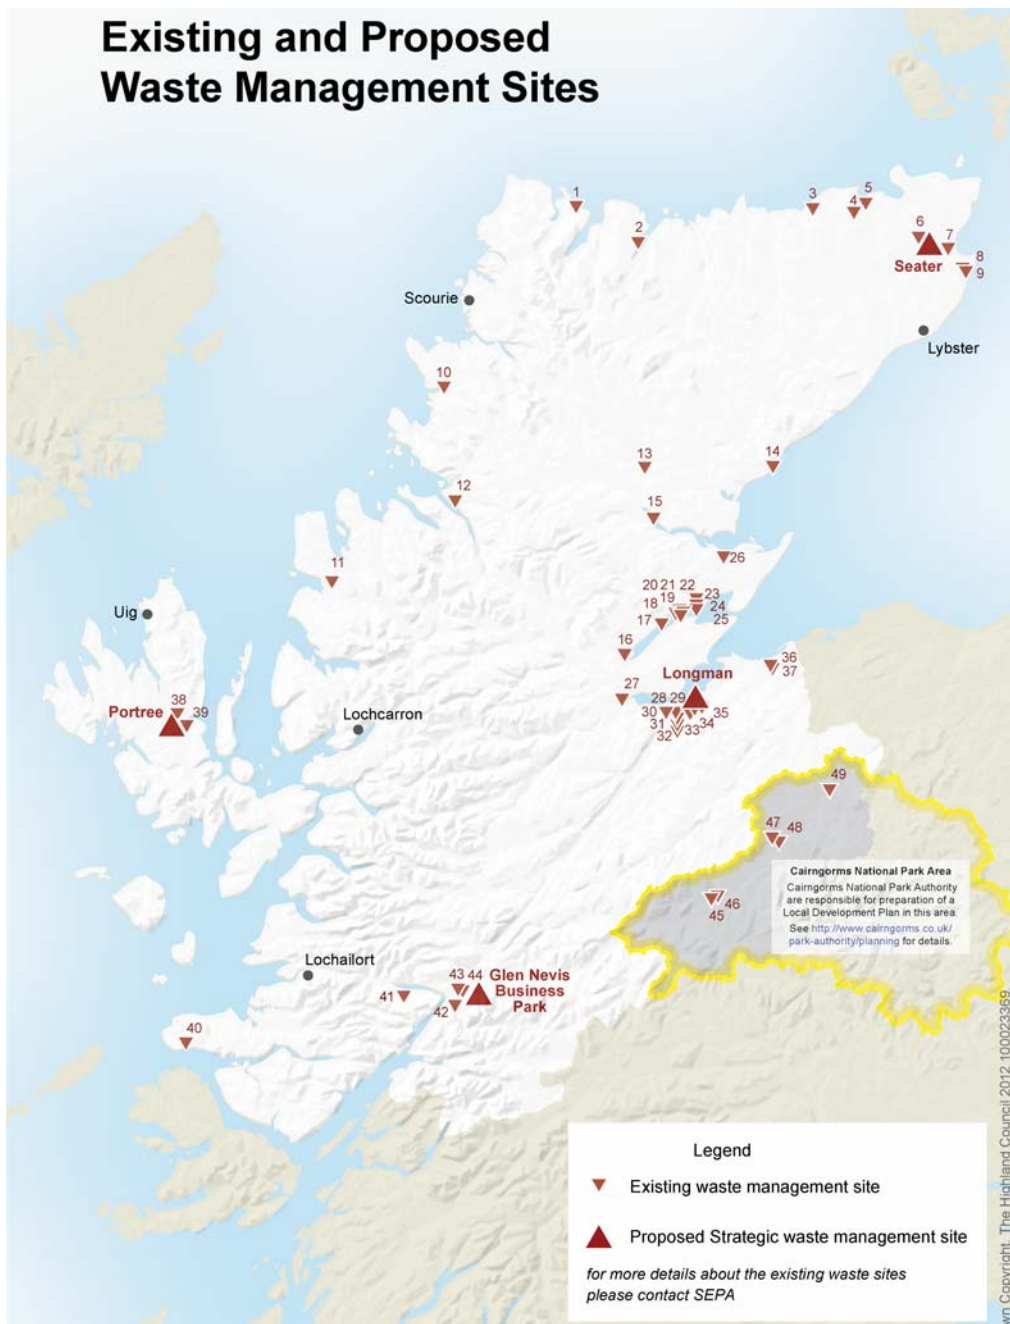 Existing and Proposed
Waste Management Sites
1
2
3
4
5
6
7
Seater
8
9
Scourie
Lybster
10
13
14
12
15
11
26
20 21 22
19
23
18
24
17
25
Uig
16
36
37
Longman
38
27
28 29
Portree
39
30
35
Lochcarron
31
34
33
32
49
47
48
Cairngorms National Park Area
Cairngorms National Park Authority
are responsible for preparation of a
Local Development Plan in this area.
See http://www.cairngorms.co.uk/
park-authority/planning for details.
46
45
Lochailort
43 44
Glen Nevis
Business
Park
41
42
40
Legend
Existing waste management site
Proposed Strategic waste management site
for more details about the existing waste sites
please contact SEPA
wn Copyright. The Highland Council 2012 100023369